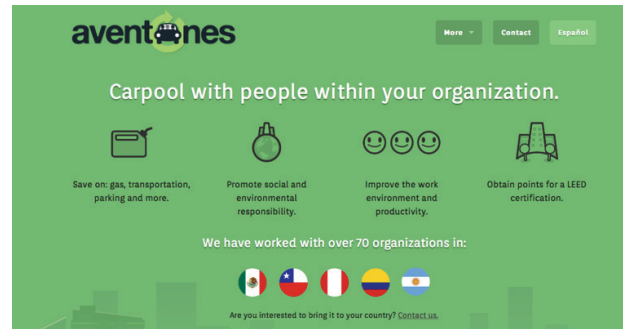 aventones
More
Contact
Español
Carpool with people within your organization.
Save on: gas, transportation,
parking and more.
Promote social and
environmental
responsibility.
Improve the work
environment and
productivity.
Obtain points for a LEED
certification.
We have worked with over 70 organizations in:
Are you interested to bring it to your country? Contact us.